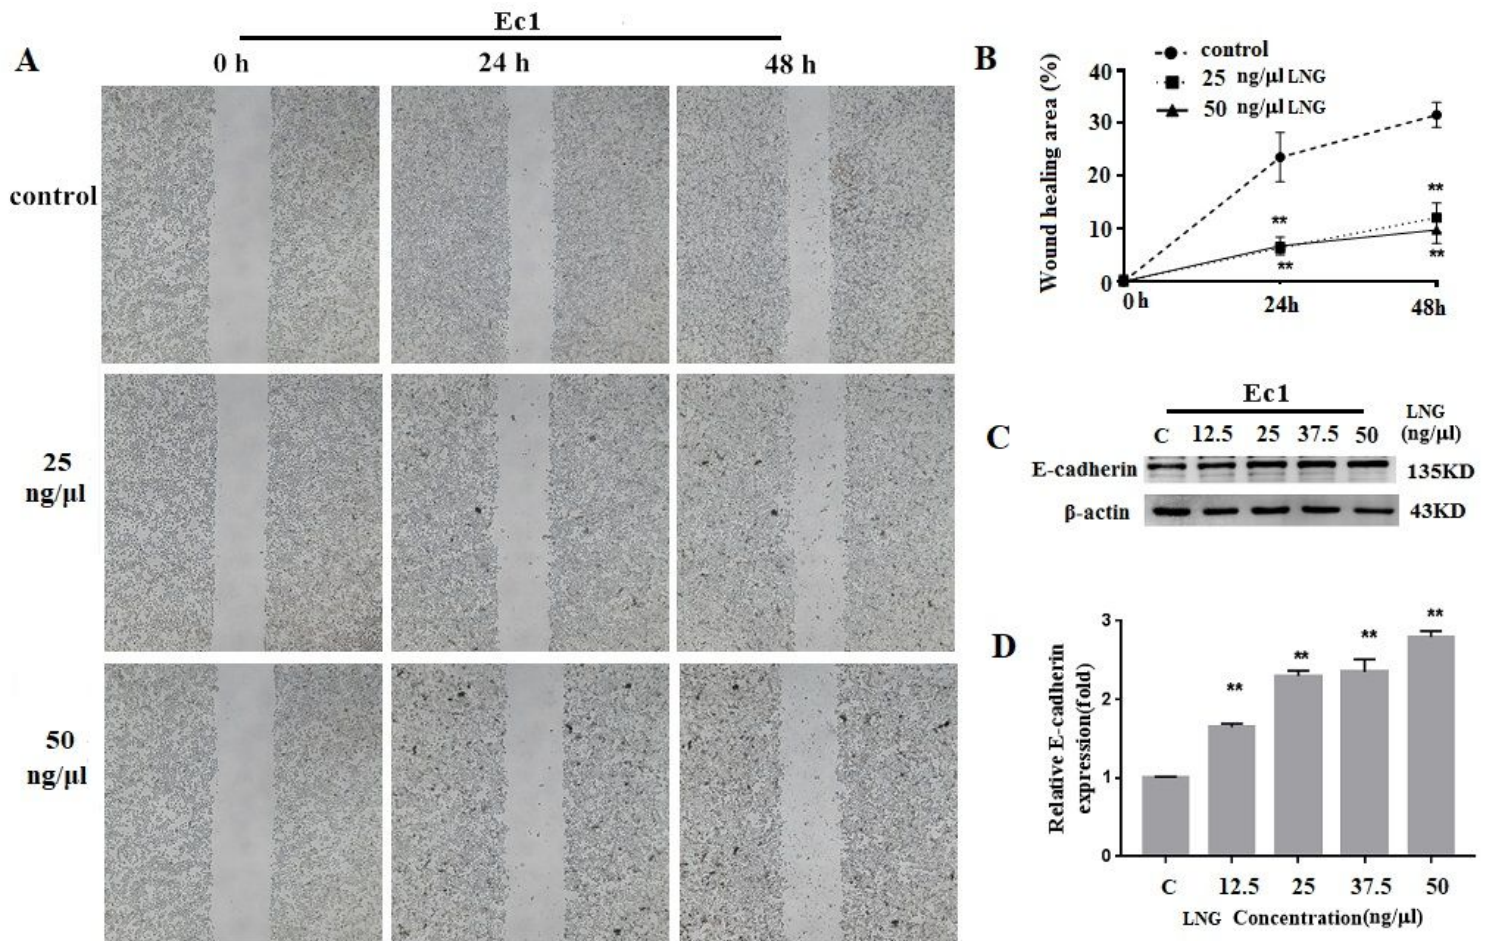 Ec1
A
0 h
24 h
48 h
control
25
ng/μl
50
ng/μl
B
control
25 ng/μl LNG
50 ng/μl LNG
Wound healing area (%)
40
30
20
10
0
**
**
**
**
0h
24h
48h
C
Ec1
LNG
(ng/μl)
C 12.5 25 37.5 50
E-cadherin
135KD
β-actin
43KD
D
Relative E-cadherin
expression(fold)
3
2
1
0
**
**
**
**
C 12.5 25 37.5 50
LNG Concentration(ng/μl)